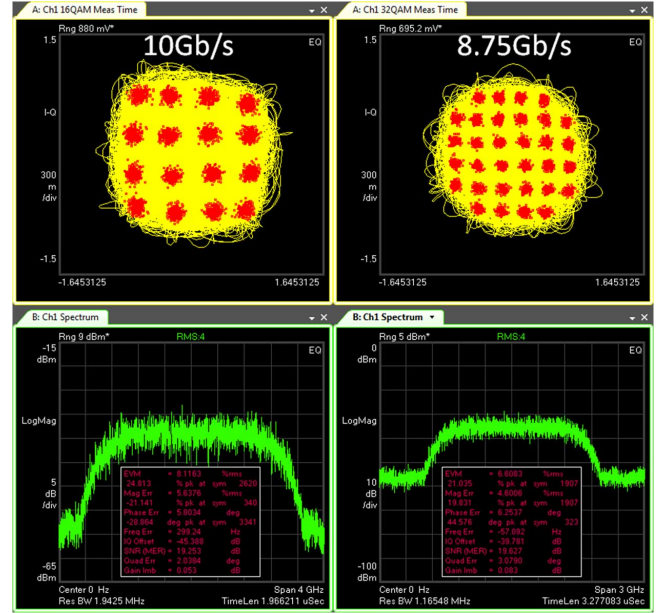 A: Ch1 16QAM Meas Time
Rng 880 mV*
1.5
10Gb/s
EQ
I-Q
300
m
/div
-1.5
-1.6453125
1.6453125
A: Ch1 32QAM Meas Time
Rng 695.2 mV*
1.5
8.75Gb/s
EQ
I-Q
300
m
/div
-1.5
-1.6453125
1.6453125
B: Ch1 Spectrum
Rng 9 dBm*
RMS:4
-15
dBm
EQ
LogMag
5
dB
/div
-65
dBm
EVM = 8.1163 %rms
24.813 % pk at sym 2620
Mag Err = 5.6376 %rms
-21.141 % pk at sym 340
Phase Err = 5.8034 deg
-28.864 deg pk at sym 3341
Freq Err = 299.24 Hz
IQ Offset = -45.388 dB
SNR (MER) = 19.253 dB
Quad Err = 2.0384 deg
Gain Imb = 0.053 dB
Center 0 Hz
Span 4 GHz
Res BW 1.9425 MHz
TimeLen 1.966211 uSec
B: Ch1 Spectrum
Rng 5 dBm*
RMS:4
0
dBm
EQ
LogMag
10
dB
/div
-100
dBm
EVM = 6.6083 %rms
21.035 % pk at sym 1907
Mag Err = 4.6006 %rms
19.831 % pk at sym 1907
Phase Err = 6.2537 deg
44.576 deg pk at sym 323
Freq Err = -57.092 Hz
IQ Offset = -39.781 dB
SNR (MER) = 19.627 dB
Quad Err = 3.0790 deg
Gain Imb = 0.083 dB
Center 0 Hz
Span 3 GHz
Res BW 1.16548 MHz
TimeLen 3.277083 uSec